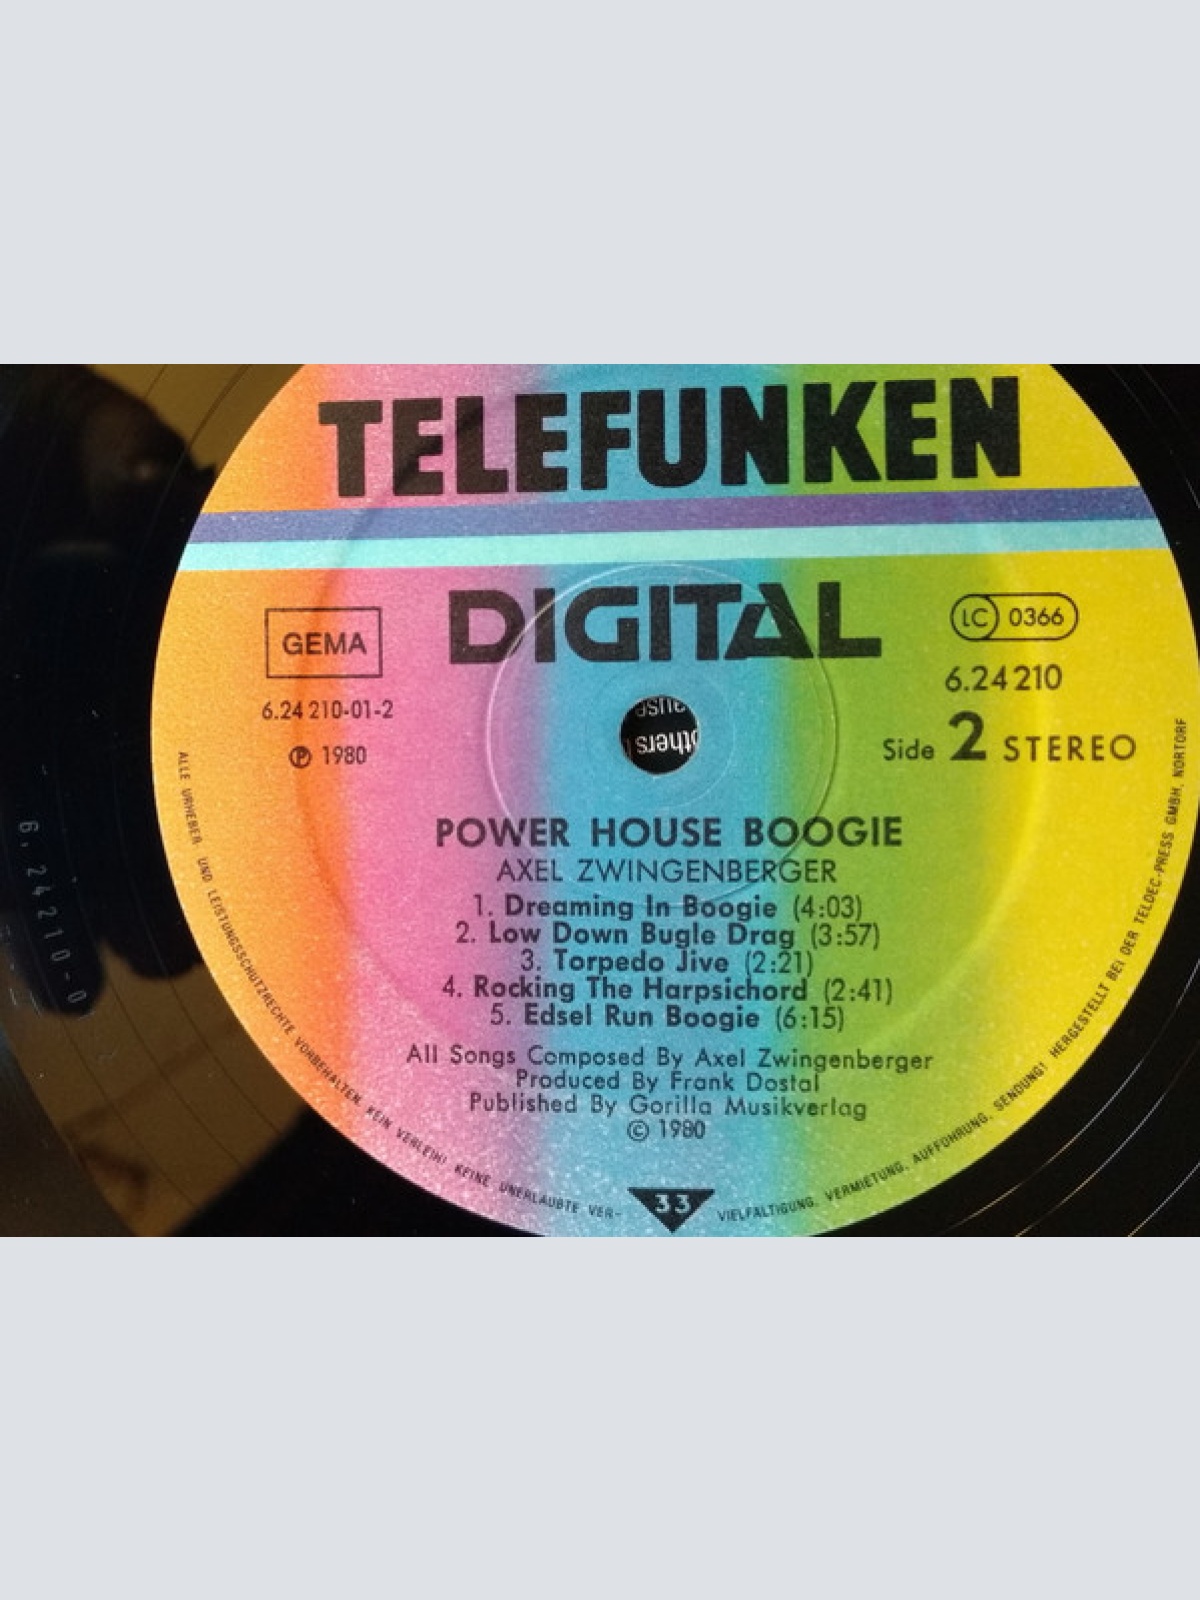 TELEFUNKEN
DIGITAL
GEMA
LC 0366
6.24 210-01-2
6.24 210
℗ 1980
Side 2 STEREO
POWER HOUSE BOOGIE
AXEL ZWINGENBERGER
1. Dreaming In Boogie (4:03)
2. Low Down Bugle Drag (3:57)
3. Torpedo Jive (2:21)
4. Rocking The Harpsichord (2:41)
5. Edsel Run Boogie (6:15)
All Songs Composed By Axel Zwingenberger
Produced By Frank Dostal
Published By Gorilla Musikverlag
© 1980
33
ALLE URHEBER UND LEISTUNGSSCHUTZRECHTE VORBEHALTEN. KEIN VERLEIH! KEINE UNERLAUBTE VER- VIELFÄLTIGUNG, VERMIETUNG, AUFFÜHRUNG, SENDUNG! HERGESTELLT BEI DER TELDEC-PRESS GMBH. NORTORF
6.24210-0